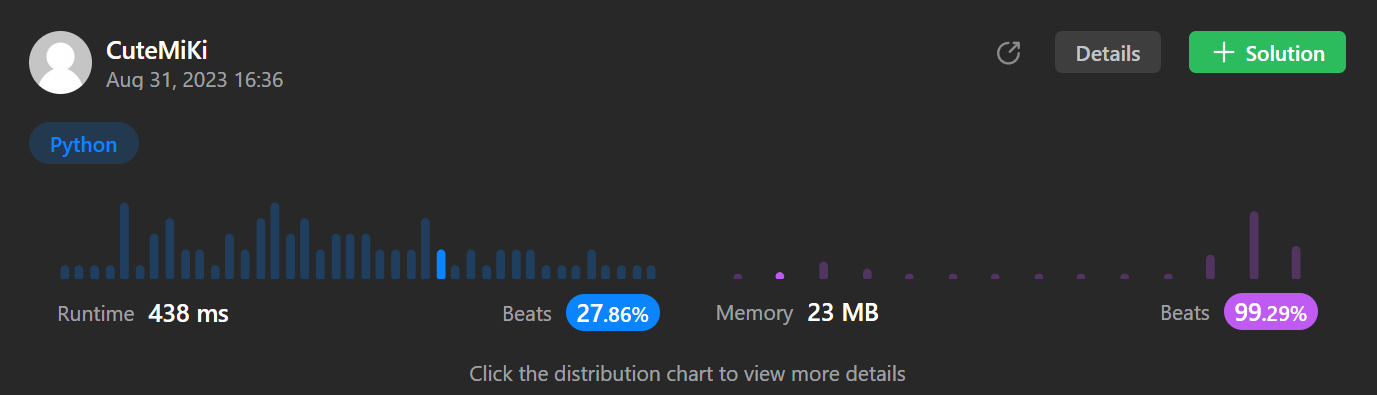 CuteMiKi
Aug 31, 2023 16:36
Details
Solution
Python
Runtime 438 ms Beats 27.86%
Memory 23 MB Beats 99.29%
Click the distribution chart to view more details